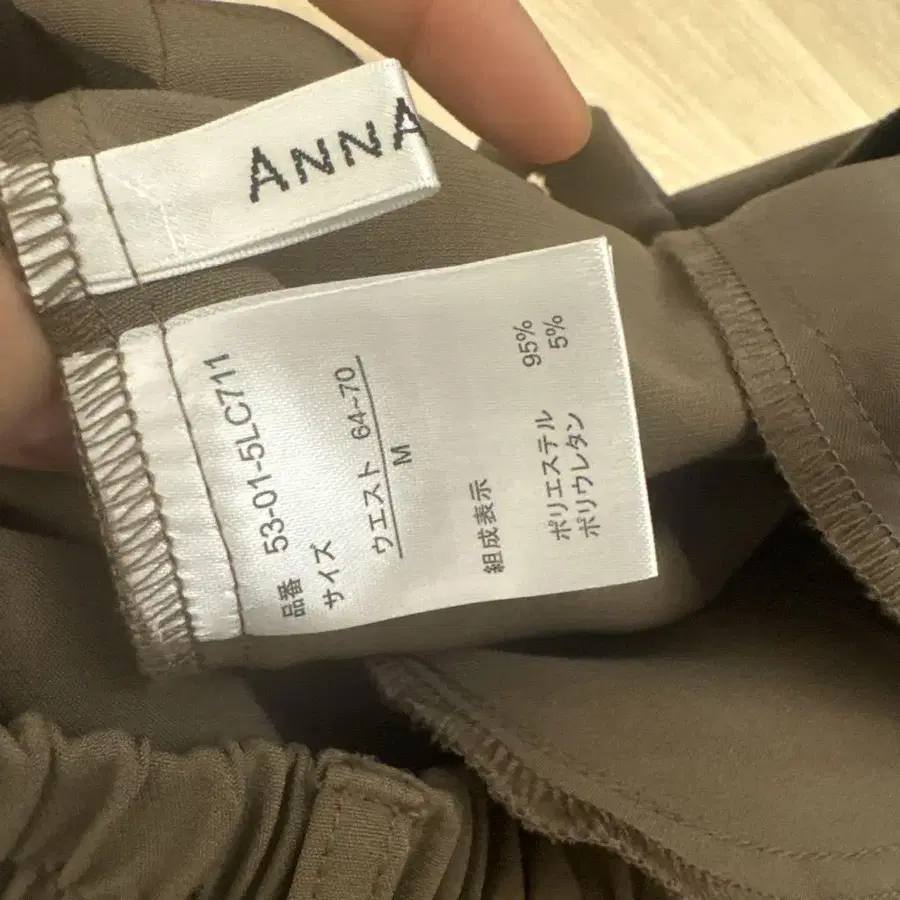 ANNA
品番 53-01-5LC711
サイズ
ウエスト 64~70
M
組成表示
ポリエステル 95%
ポリウレタン 5%